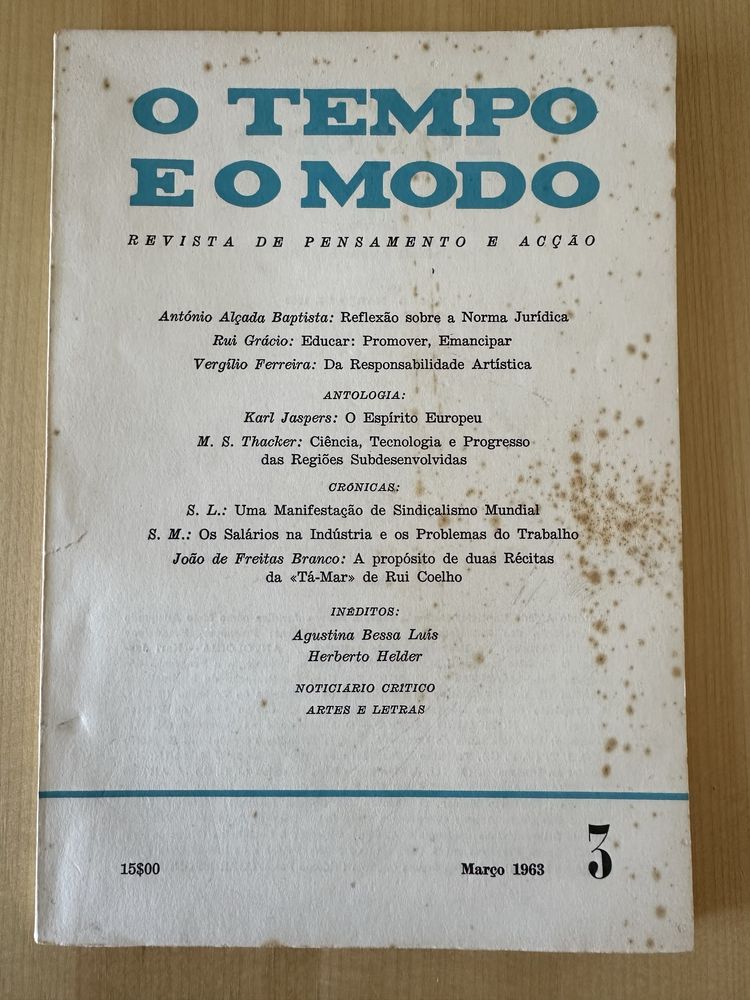 O TEMPO
E O MODO
REVISTA DE PENSAMENTO E ACÇÃO
António Alçada Baptista: Reflexão sobre a Norma Jurídica
Rui Grácio: Educar: Promover, Emancipar
Vergílio Ferreira: Da Responsabilidade Artística
ANTOLOGIA:
Karl Jaspers: O Espírito Europeu
M. S. Thacker: Ciência, Tecnologia e Progresso
das Regiões Subdesenvolvidas
CRÓNICAS:
S. L.: Uma Manifestação de Sindicalismo Mundial
S. M.: Os Salários na Indústria e os Problemas do Trabalho
João de Freitas Branco: A propósito de duas Récitas
da «Tá-Mar» de Rui Coelho
INÉDITOS:
Agustina Bessa Luís
Herberto Helder
NOTICIÁRIO CRITICO
ARTES E LETRAS
15$00
Março 1963
3